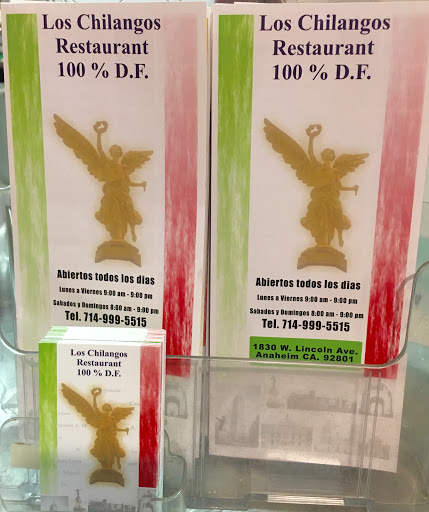 Los Chilangos
Restaurant
100 % D.F.
Abiertos todos los dias
Lunes a Viernes 9:00 am - 9:00 pm
Sabados y Domingos 8:00 am - 9:00 pm
Tel. 714-999-5515
Los Chilangos
Restaurant
100 % D.F.
Abiertos todos los dias
Lunes a Viernes 9:00 am - 9:00 pm
Sabados y Domingos 8:00 am - 9:00 pm
Tel. 714-999-5515
1830 W. Lincoln Ave.
Anaheim CA. 92801
Los Chilangos
Restaurant
100 % D.F.